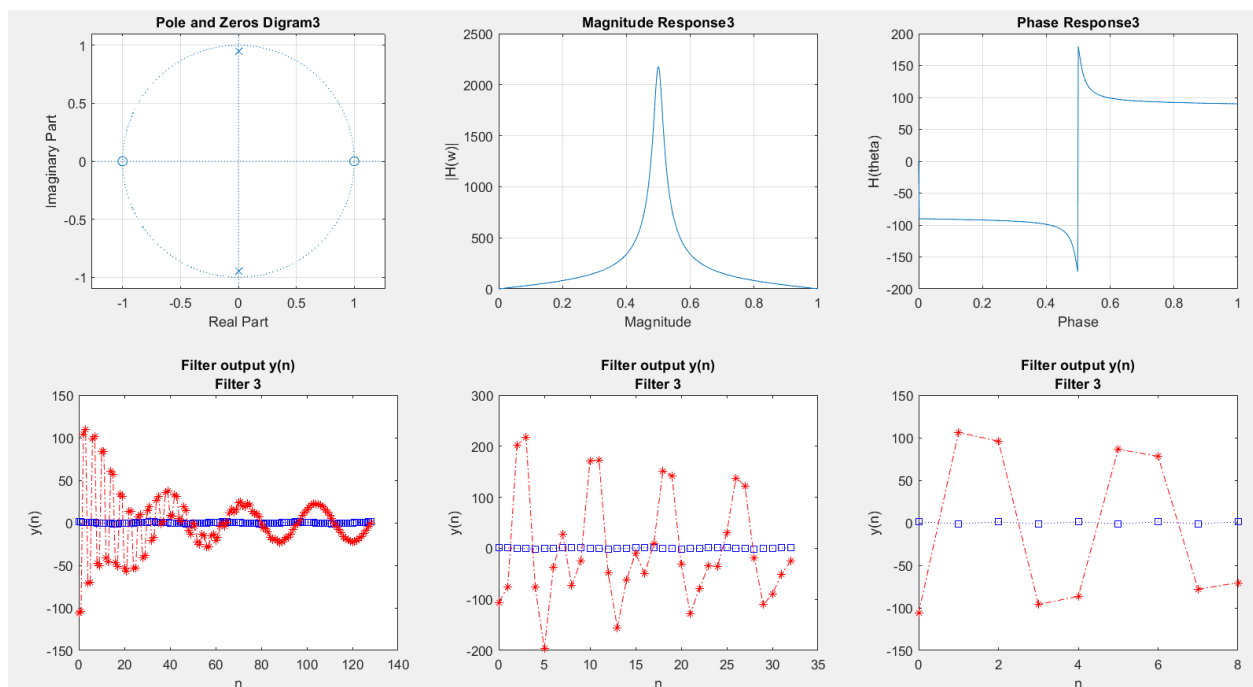 Pole and Zeros Digram3
1
0.5
0
-0.5
-1
Imaginary Part
-1 -0.5 0 0.5 1
Real Part
Magnitude Response3
2500
2000
1500
1000
500
0
|H(w)|
0 0.2 0.4 0.6 0.8 1
Magnitude
Phase Response3
200
150
100
50
0
-50
-100
-150
-200
H(theta)
0 0.2 0.4 0.6 0.8 1
Phase
Filter output y(n)
Filter 3
150
100
50
0
-50
-100
-150
y(n)
0 20 40 60 80 100 120 140
n
Filter output y(n)
Filter 3
300
200
100
0
-100
-200
y(n)
0 5 10 15 20 25 30 35
n
Filter output y(n)
Filter 3
150
100
50
0
-50
-100
-150
y(n)
0 2 4 6 8
n